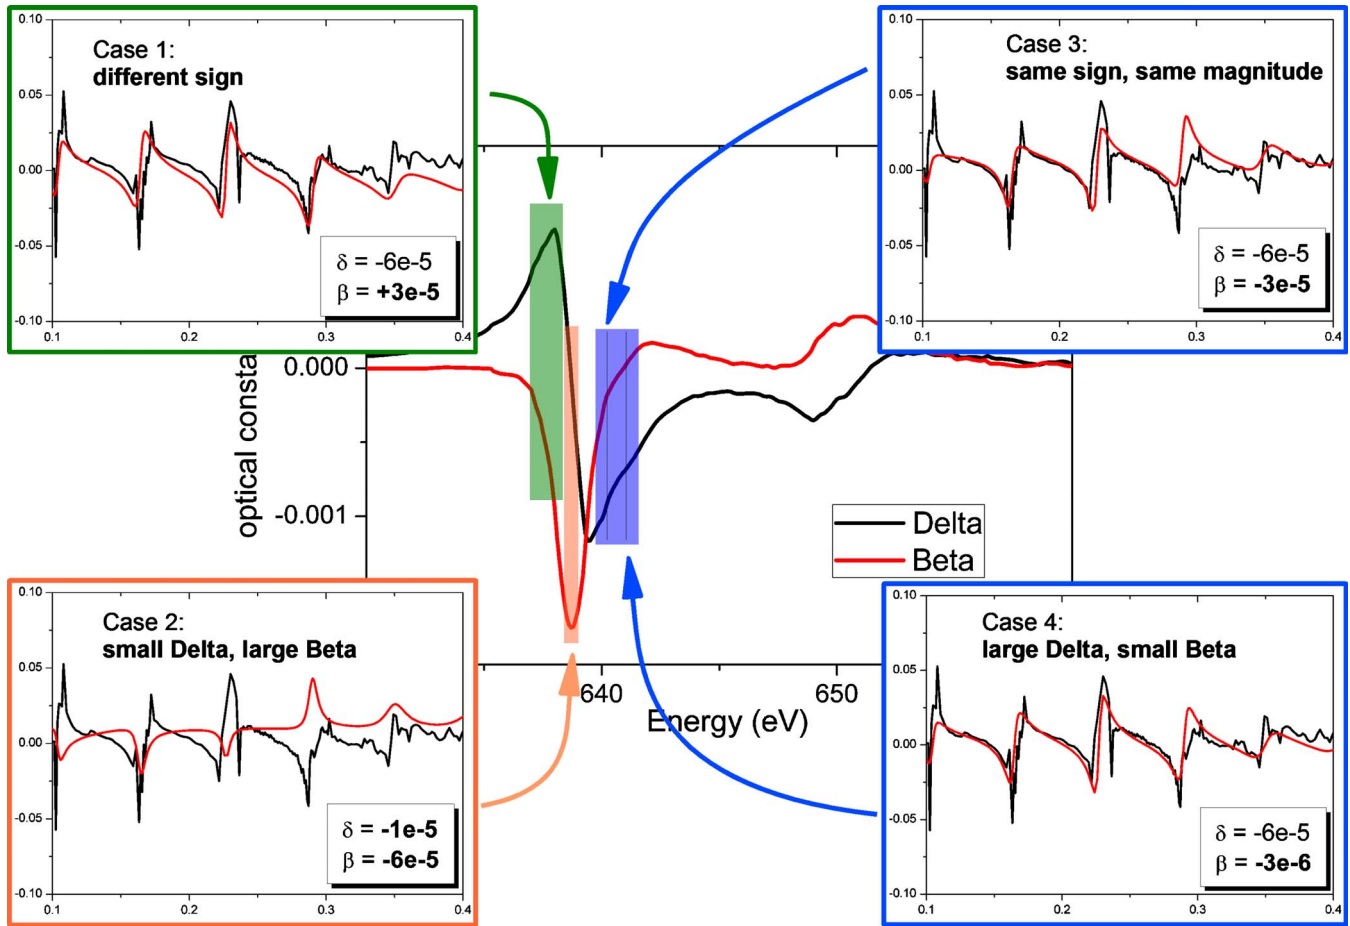 0.10
0.05
0.00
-0.05
-0.10
0.1
0.2
0.3
0.4
Case 1:
different sign
δ = -6e-5
β = +3e-5
0.10
0.05
0.00
-0.05
-0.10
0.1
0.2
0.3
0.4
Case 3:
same sign, same magnitude
δ = -6e-5
β = -3e-5
optical consta
0.000
-0.001
Delta
Beta
640
650
Energy (eV)
0.10
0.05
0.00
-0.05
-0.10
0.1
0.2
0.3
0.4
Case 2:
small Delta, large Beta
δ = -1e-5
β = -6e-5
0.10
0.05
0.00
-0.05
-0.10
0.1
0.2
0.3
0.4
Case 4:
large Delta, small Beta
δ = -6e-5
β = -3e-6